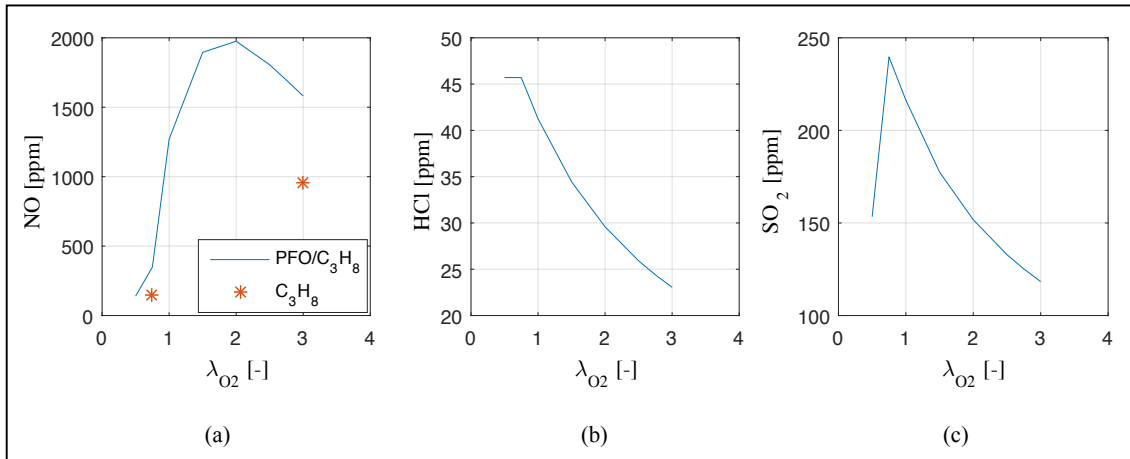 2000
1500
1000
500
0
NO [ppm]
PFO/C3H8
C3H8
0 1 2 3 4
λO2 [-]
(a)
50
45
40
35
30
25
20
HCl [ppm]
0 1 2 3 4
λO2 [-]
(b)
250
200
150
100
SO2 [ppm]
0 1 2 3 4
λO2 [-]
(c)